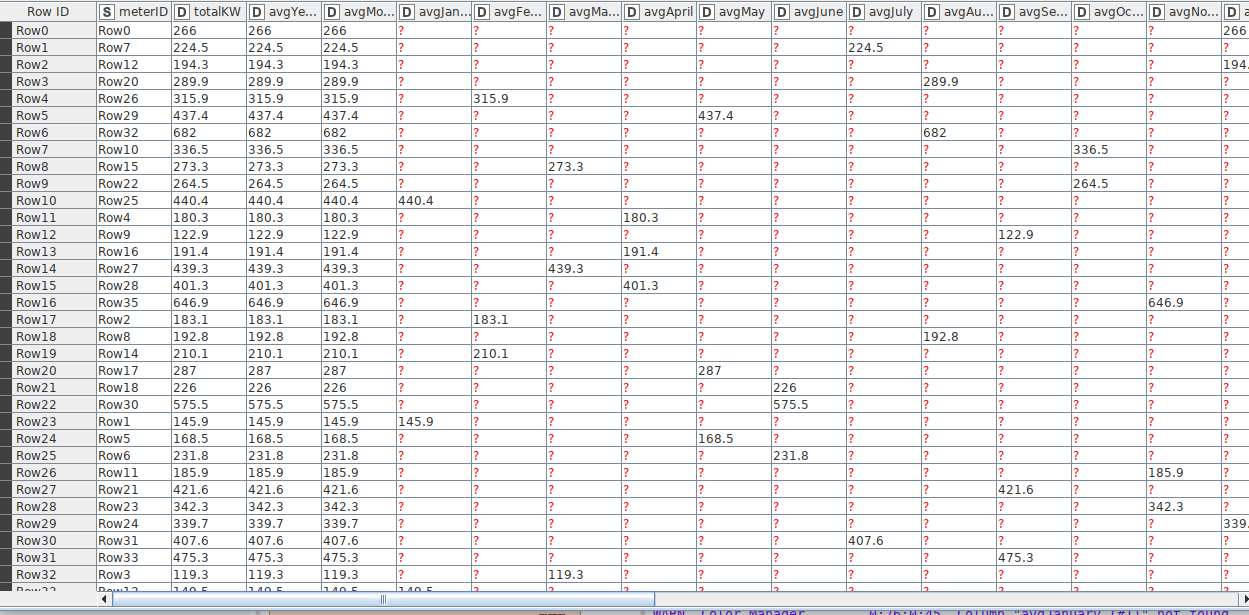 Row ID S meterID D totalKW D avgYe... D avgMo... D avgJan... D avgFe... D avgMa... D avgApril D avgMay D avgJune D avgJuly D avgAu... D avgSe... D avgOc... D avgNo... D
Row0 Row0 266 266 266 ? ? ? ? ? ? ? ? ? ? ? 266
Row1 Row7 224.5 224.5 224.5 ? ? ? ? ? ? 224.5 ? ? ? ? ?
Row2 Row12 194.3 194.3 194.3 ? ? ? ? ? ? ? ? ? ? ? 194.
Row3 Row20 289.9 289.9 289.9 ? ? ? ? ? ? ? 289.9 ? ? ? ?
Row4 Row26 315.9 315.9 315.9 ? 315.9 ? ? ? ? ? ? ? ? ? ?
Row5 Row29 437.4 437.4 437.4 ? ? ? ? 437.4 ? ? ? ? ? ? ?
Row6 Row32 682 682 682 ? ? ? ? ? ? ? 682 ? ? ? ?
Row7 Row10 336.5 336.5 336.5 ? ? ? ? ? ? ? ? ? 336.5 ? ?
Row8 Row15 273.3 273.3 273.3 ? ? 273.3 ? ? ? ? ? ? ? ? ?
Row9 Row22 264.5 264.5 264.5 ? ? ? ? ? ? ? ? ? 264.5 ? ?
Row10 Row25 440.4 440.4 440.4 440.4 ? ? ? ? ? ? ? ? ? ? ?
Row11 Row4 180.3 180.3 180.3 ? ? ? 180.3 ? ? ? ? ? ? ? ?
Row12 Row9 122.9 122.9 122.9 ? ? ? ? ? ? ? ? 122.9 ? ? ?
Row13 Row16 191.4 191.4 191.4 ? ? ? 191.4 ? ? ? ? ? ? ? ?
Row14 Row27 439.3 439.3 439.3 ? ? 439.3 ? ? ? ? ? ? ? ? ?
Row15 Row28 401.3 401.3 401.3 ? ? ? 401.3 ? ? ? ? ? ? ? ?
Row16 Row35 646.9 646.9 646.9 ? ? ? ? ? ? ? ? ? ? 646.9 ?
Row17 Row2 183.1 183.1 183.1 ? 183.1 ? ? ? ? ? ? ? ? ? ?
Row18 Row8 192.8 192.8 192.8 ? ? ? ? ? ? ? 192.8 ? ? ? ?
Row19 Row14 210.1 210.1 210.1 ? 210.1 ? ? ? ? ? ? ? ? ? ?
Row20 Row17 287 287 287 ? ? ? ? 287 ? ? ? ? ? ? ?
Row21 Row18 226 226 226 ? ? ? ? ? 226 ? ? ? ? ? ?
Row22 Row30 575.5 575.5 575.5 ? ? ? ? ? 575.5 ? ? ? ? ? ?
Row23 Row1 145.9 145.9 145.9 145.9 ? ? ? ? ? ? ? ? ? ? ?
Row24 Row5 168.5 168.5 168.5 ? ? ? ? 168.5 ? ? ? ? ? ? ?
Row25 Row6 231.8 231.8 231.8 ? ? ? ? ? 231.8 ? ? ? ? ? ?
Row26 Row11 185.9 185.9 185.9 ? ? ? ? ? ? ? ? ? ? 185.9 ?
Row27 Row21 421.6 421.6 421.6 ? ? ? ? ? ? ? ? 421.6 ? ? ?
Row28 Row23 342.3 342.3 342.3 ? ? ? ? ? ? ? ? ? ? 342.3 ?
Row29 Row24 339.7 339.7 339.7 ? ? ? ? ? ? ? ? ? ? ? 339.
Row30 Row31 407.6 407.6 407.6 ? ? ? ? ? ? 407.6 ? ? ? ? ?
Row31 Row33 475.3 475.3 475.3 ? ? ? ? ? ? ? ? 475.3 ? ? ?
Row32 Row3 119.3 119.3 119.3 ? ? 119.3 ? ? ? ? ? ? ? ? ?